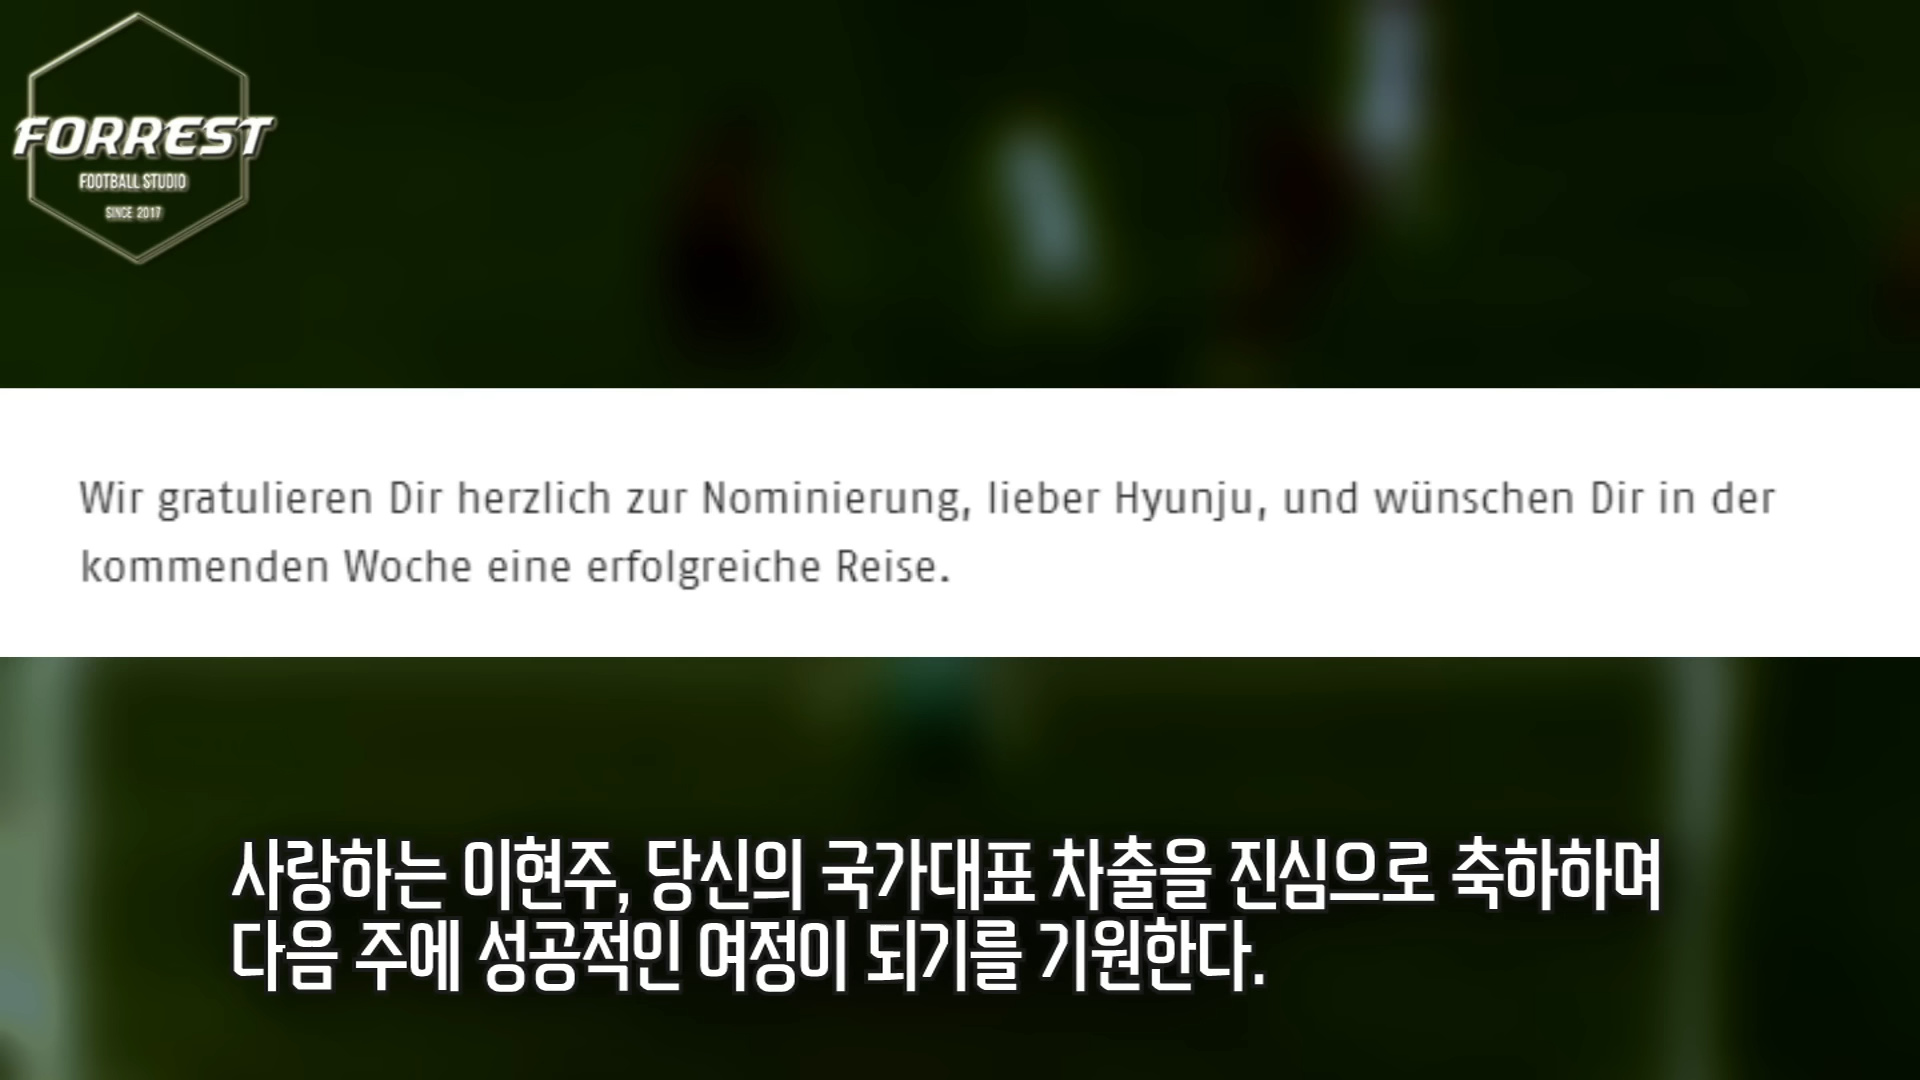 FORREST
FOOTBALL STUDIO
SINCE 2017
Wir gratulieren Dir herzlich zur Nominierung, lieber Hyunju, und wünschen Dir in der
kommenden Woche eine erfolgreiche Reise.
사랑하는 이현주, 당신의 국가대표 차출을 진심으로 축하하며
다음 주에 성공적인 여정이 되기를 기원한다.